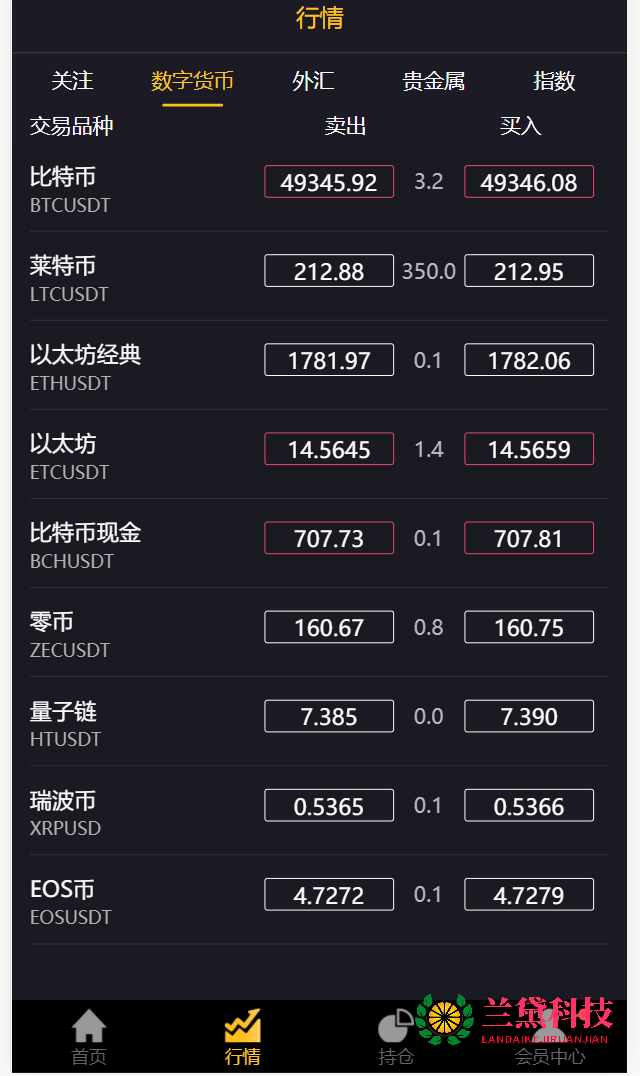 行情
关注 数字货币 外汇 贵金属 指数
交易品种 卖出 买入
比特币 49345.92 3.2 49346.08
BTCUSDT
莱特币 212.88 350.0 212.95
LTCUSDT
以太坊经典 1781.97 0.1 1782.06
ETHUSDT
以太坊 14.5645 1.4 14.5659
ETCUSDT
比特币现金 707.73 0.1 707.81
BCHUSDT
零币 160.67 0.8 160.75
ZECUSDT
量子链 7.385 0.0 7.390
HTUSDT
瑞波币 0.5365 0.1 0.5366
XRPUSD
EOS币 4.7272 0.1 4.7279
EOSUSDT
兰黛科技
LANDAIKEJIRUANJIAN
首页 行情 持仓 会员中心